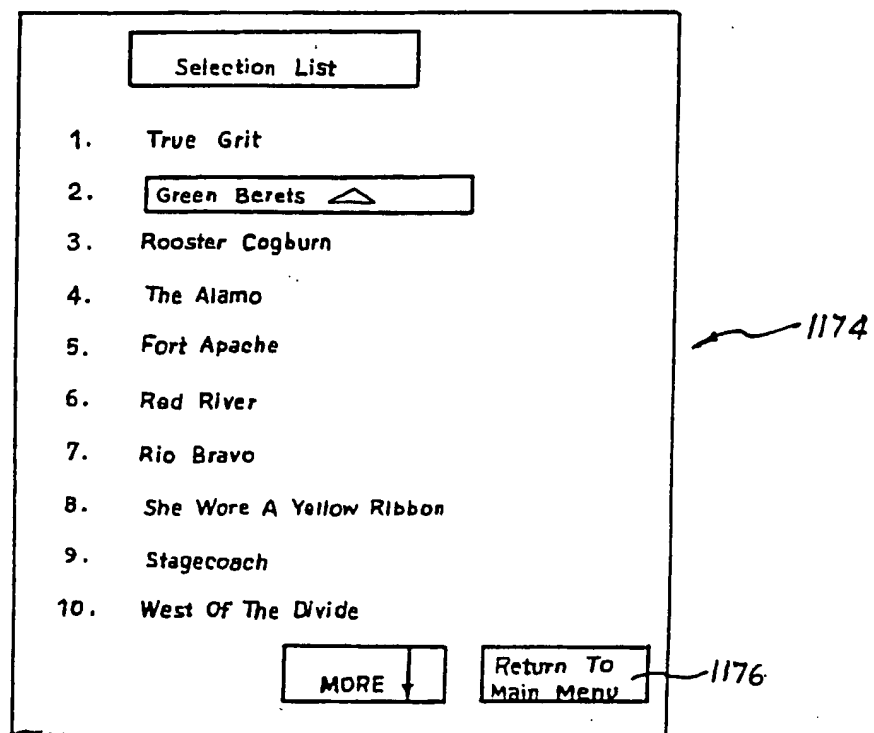 Selection List
1. True Grit
2. Green Berets
3. Rooster Cogburn
4. The Alamo
5. Fort Apache
6. Red River
7. Rio Bravo
8. She Wore A Yellow Ribbon
9. Stagecoach
10. West Of The Divide
MORE
Return To
Main Menu
1174
1176